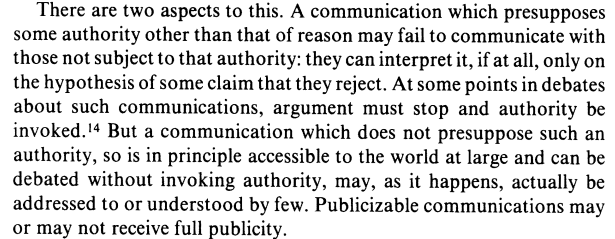 There are two aspects to this. A communication which presupposes
some authority other than that of reason may fail to communicate with
those not subject to that authority: they can interpret it, if at all, only on
the hypothesis of some claim that they reject. At some points in debates
about such communications, argument must stop and authority be
invoked.¹⁴ But a communication which does not presuppose such an
authority, so is in principle accessible to the world at large and can be
debated without invoking authority, may, as it happens, actually be
addressed to or understood by few. Publicizable communications may
or may not receive full publicity.